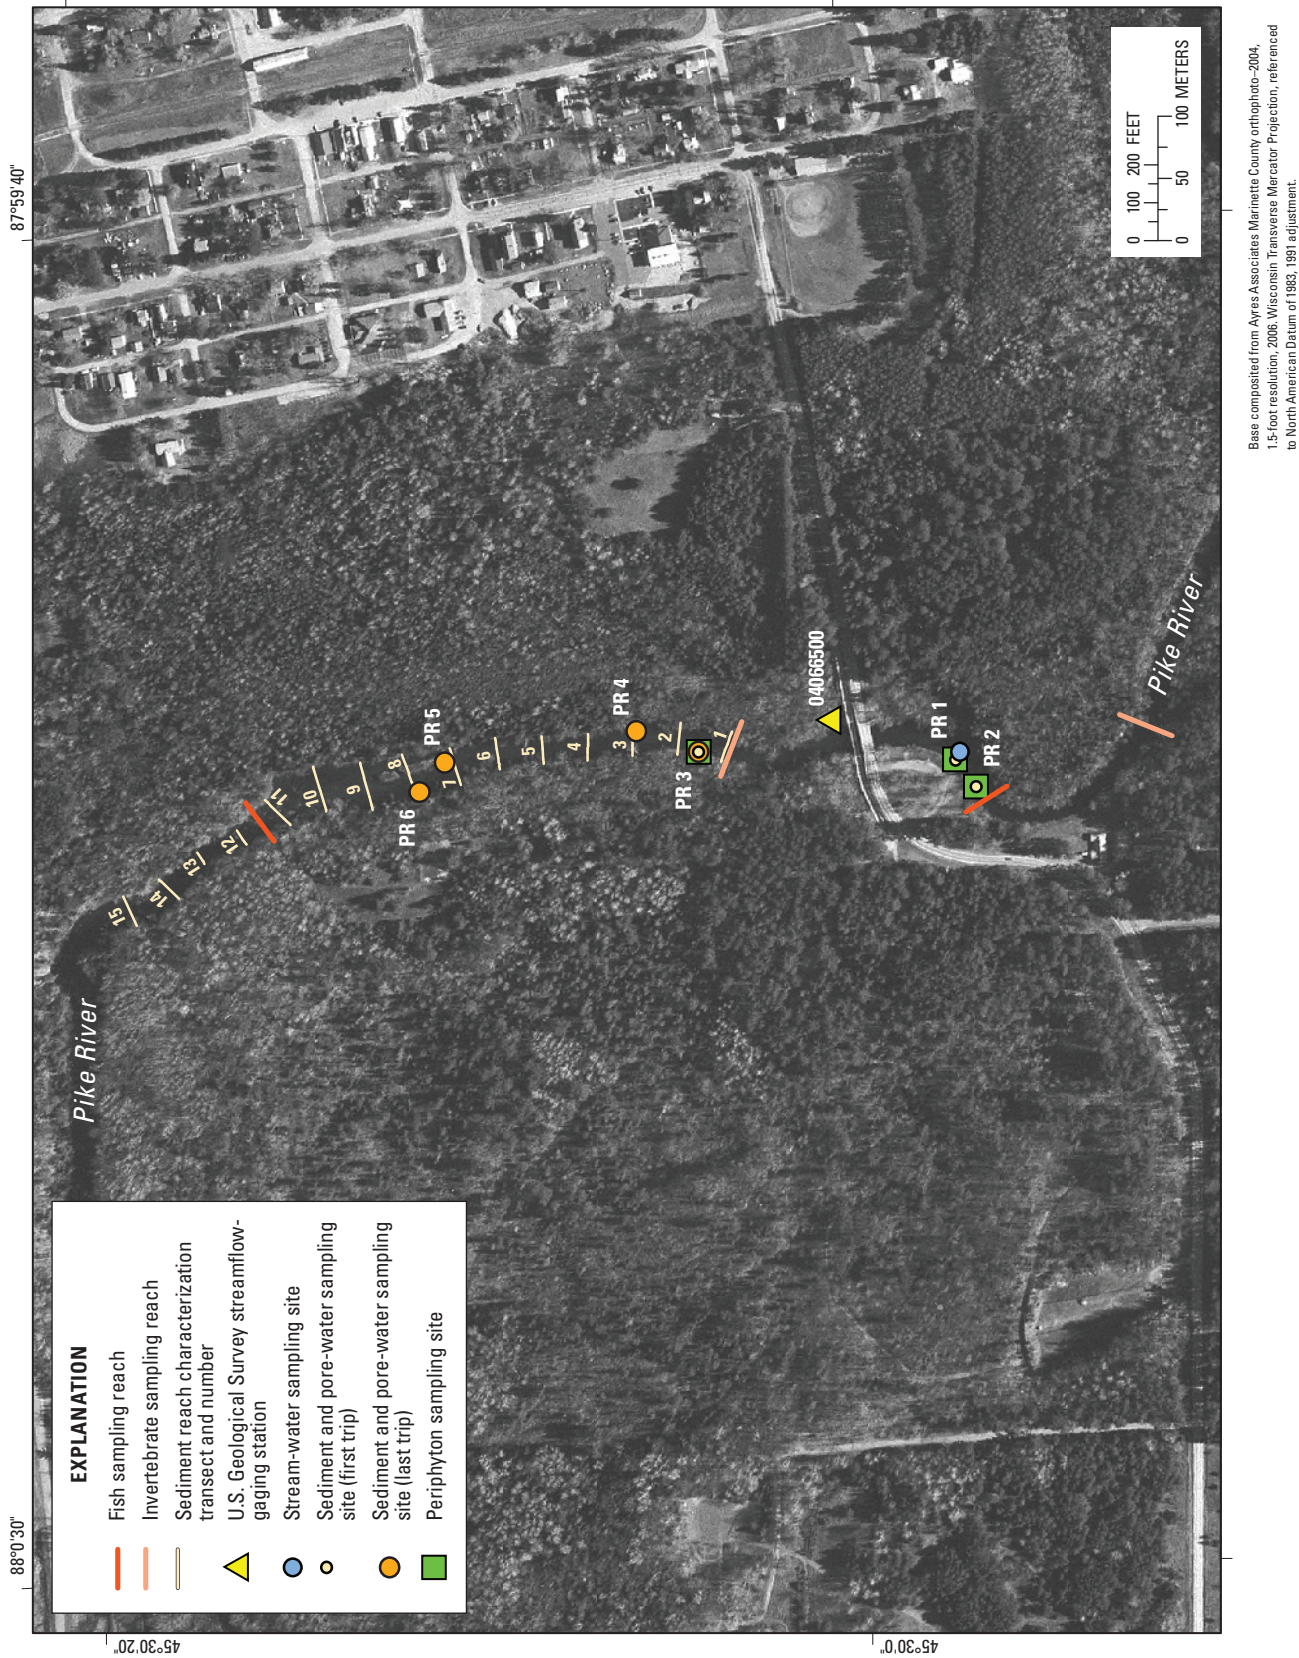 88°0'30"
87°59'40"
45°30'20"
45°30'0"
EXPLANATION
Fish sampling reach
Invertebrate sampling reach
Sediment reach characterization
transect and number
U.S. Geological Survey streamflow-
gaging station
Stream-water sampling site
Sediment and pore-water sampling
site (first trip)
Sediment and pore-water sampling
site (last trip)
Periphyton sampling site
Pike River
15
14
13
12
11
10
9
8
7
6
5
4
3
2
1
PR 6
PR 5
PR 4
PR 3
04066500
PR 1
PR 2
Pike River
0 100 200 FEET
0 50 100 METERS
Base composited from Ayres Associates Marinette County orthophoto–2004,
1.5-foot resolution, 2006. Wisconsin Transverse Mercator Projection, referenced
to North American Datum of 1983, 1991 adjustment.